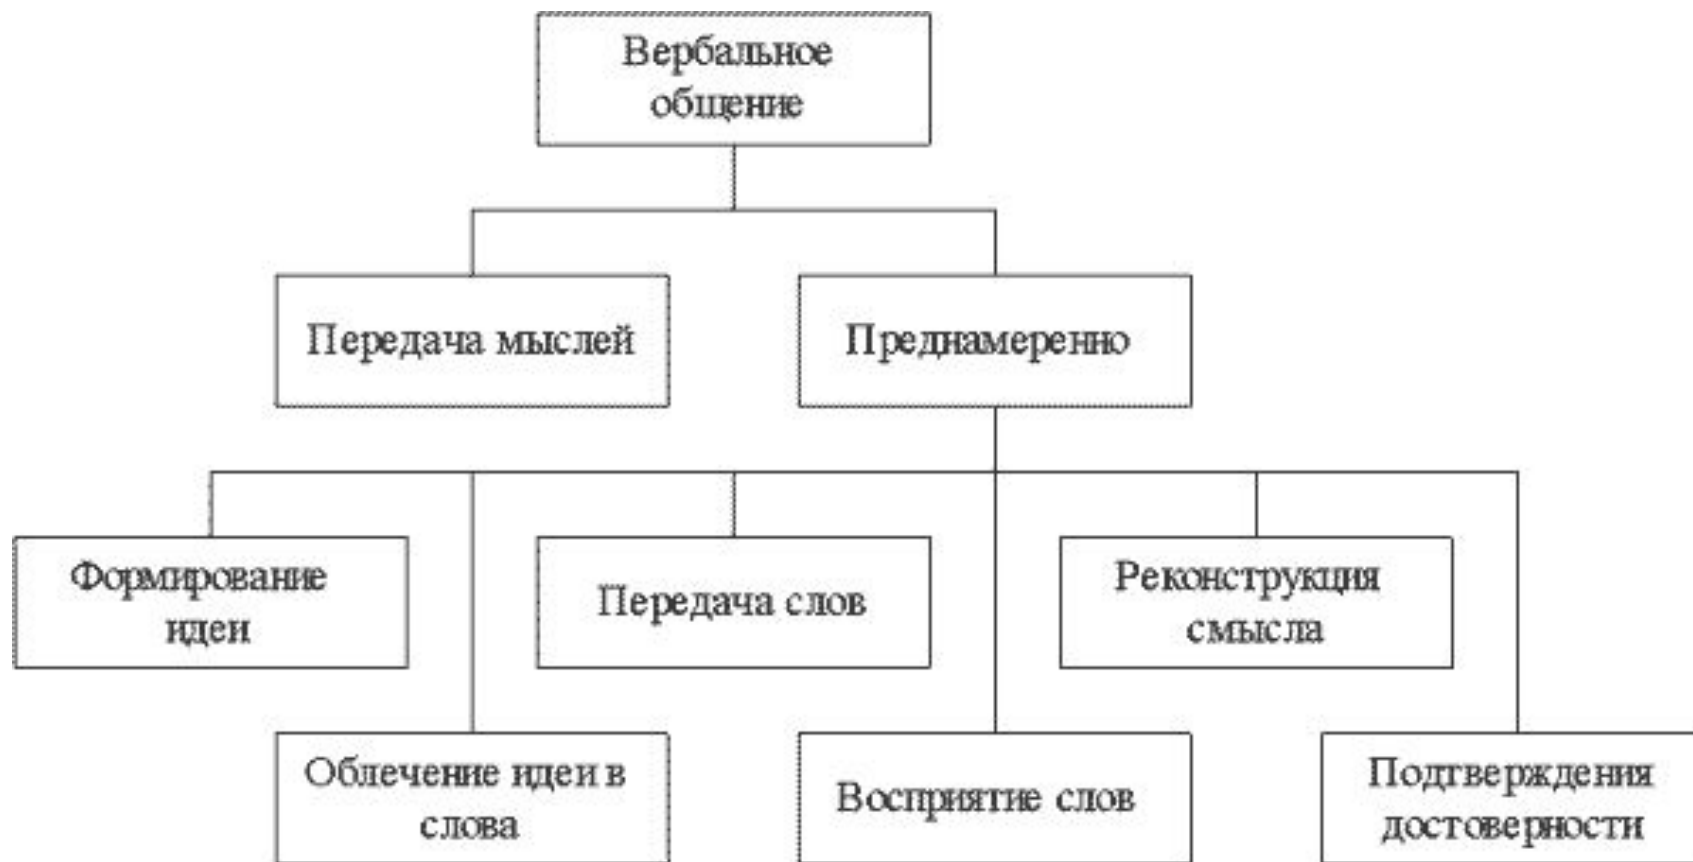 Вербальное
общение
Передача мыслей
Преднамеренно
Формирование
идеи
Передача слов
Реконструкция
смысла
Облечение идеи в
слова
Восприятие слов
Подтверждения
достоверности